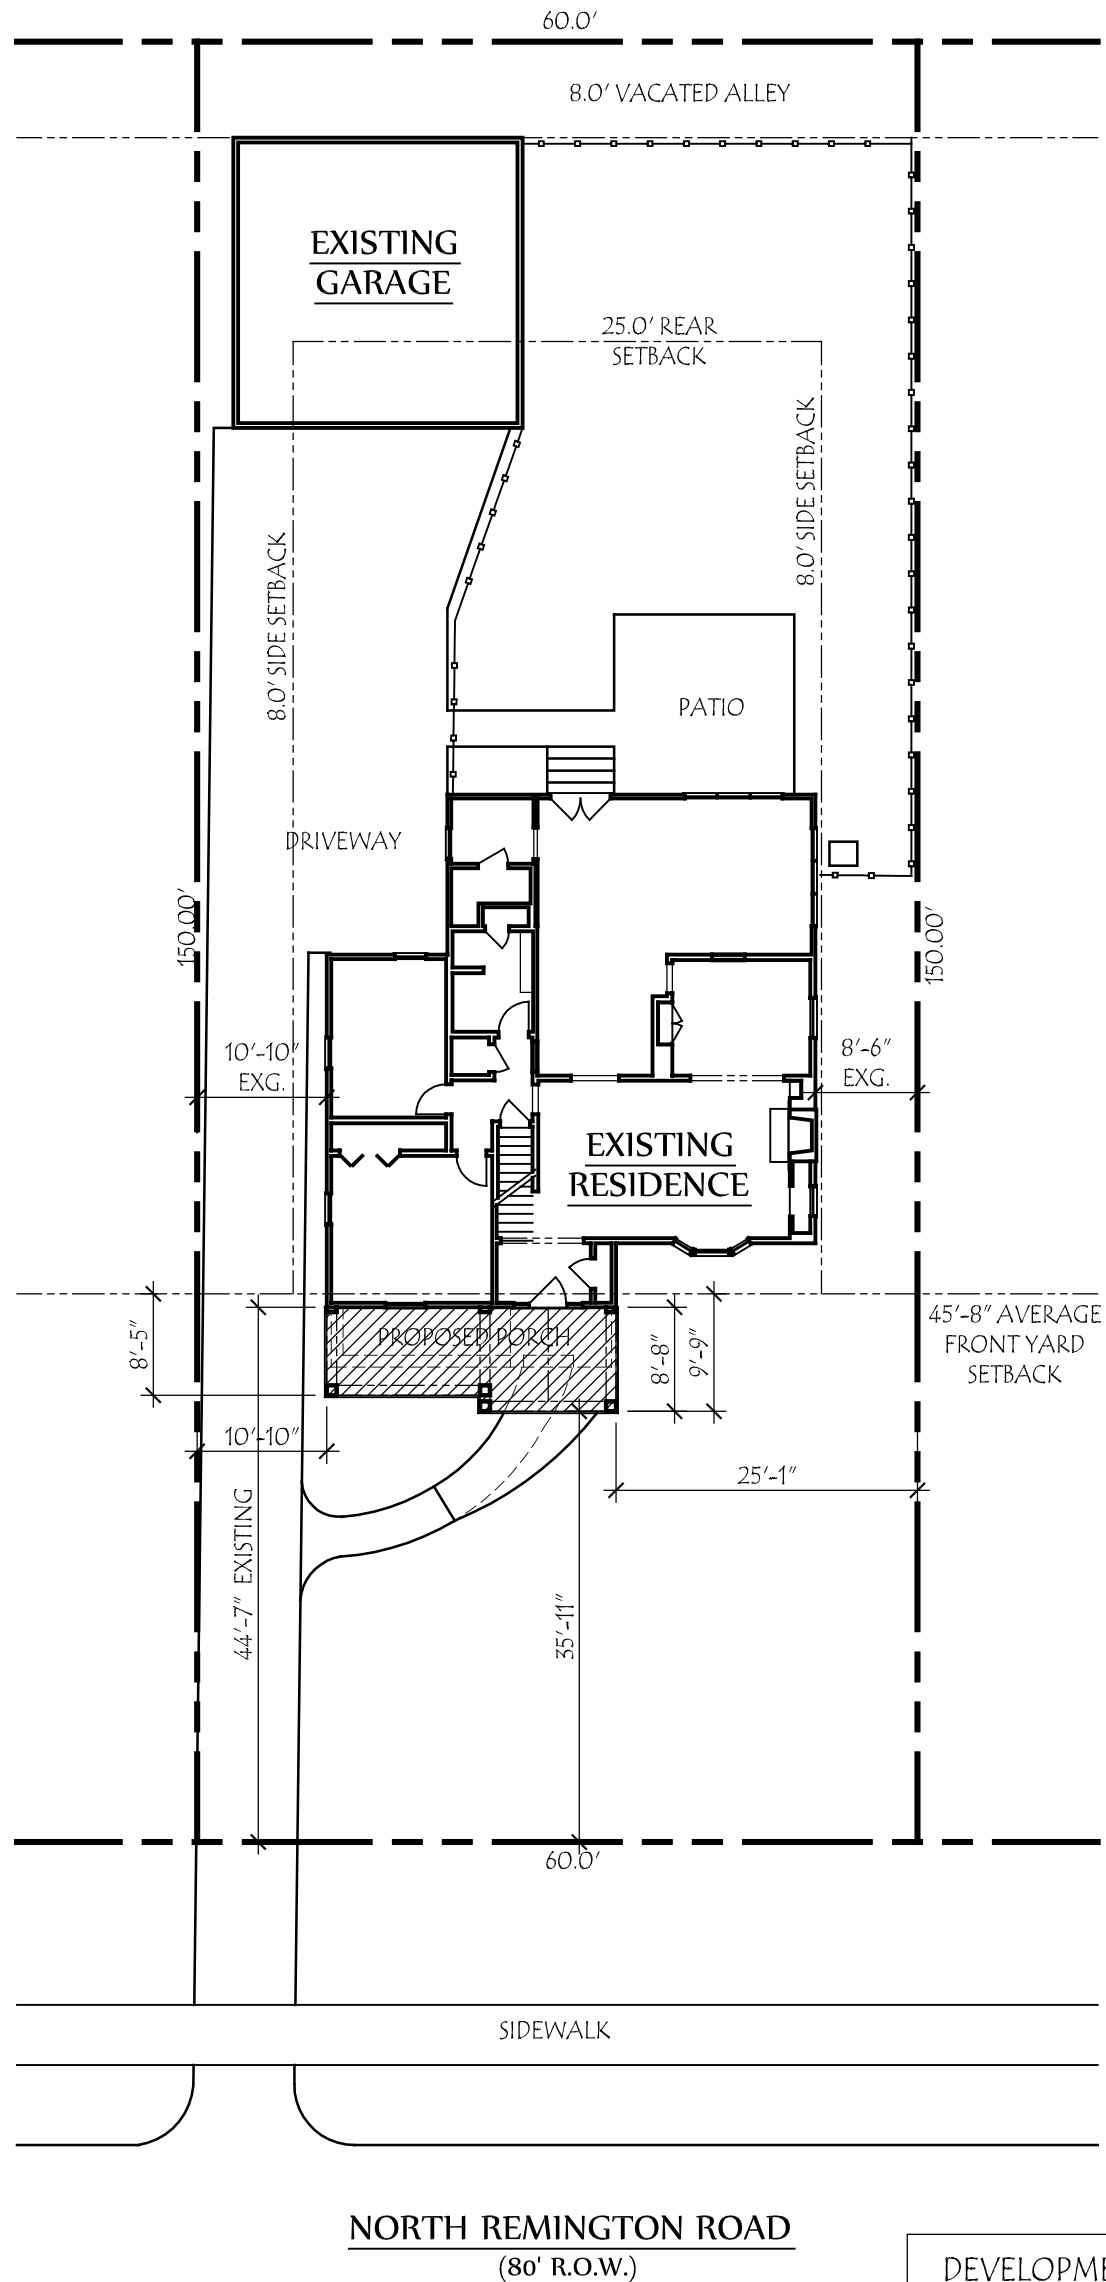 60.0'
8.0' VACATED ALLEY
EXISTING
GARAGE
25.0' REAR
SETBACK
8.0' SIDE SETBACK
8.0' SIDE SETBACK
PATIO
DRIVEWAY
150.00'
150.00'
10'-10"
EXG.
8'-6"
EXG.
EXISTING
RESIDENCE
45'-8" AVERAGE
FRONT YARD
SETBACK
PROPOSED PORCH
8'-5"
8'-8"
9'-9"
10'-10"
25'-1"
44'-7" EXISTING
35'-11"
60.0'
SIDEWALK
NORTH REMINGTON ROAD
(80' R.O.W.)
DEVELOPME